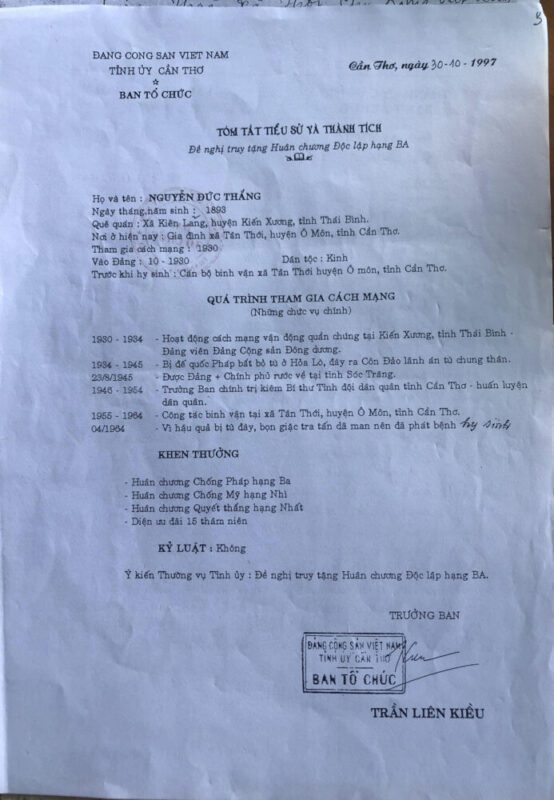 3
ĐẢNG CỘNG SẢN VIỆT NAM
TỈNH ỦY CẦN THƠ
BAN TỔ CHỨC
Cần Thơ, ngày 30-10-1997
TÓM TẮT TIỂU SỬ VÀ THÀNH TÍCH
Đề nghị truy tặng Huân chương Độc lập hạng BA
Họ và tên : NGUYỄN ĐỨC THẮNG
Ngày tháng năm sinh : 1893
Quê quán : Xã Kiên Lăng, huyện Kiến Xương, tỉnh Thái Bình.
Nơi ở hiện nay : Gia đình xã Tân Thới, huyện Ô Môn, tỉnh Cần Thơ.
Tham gia cách mạng : 1930
Vào Đảng : 10 - 1930 Dân tộc : Kinh
Trước khi hy sinh : Cán bộ binh vận xã Tân Thới huyện Ô môn, tỉnh Cần Thơ.
QUÁ TRÌNH THAM GIA CÁCH MẠNG
(Những chức vụ chính)
1930 - 1934 - Hoạt động cách mạng vận động quần chúng tại Kiến Xương, tỉnh Thái Bình -
Đảng viên Đảng Cộng sản Đông dương.
1934 - 1945 - Bị đế quốc Pháp bắt bỏ tù ở Hỏa Lò, đày ra Côn Đảo lãnh án tù chung thân.
23/8/1945 - Được Đảng + Chính phủ rước về tại tỉnh Sóc Trăng.
1946 - 1954 - Trưởng Ban chính trị kiêm Bí thư Tỉnh đội dân quân tỉnh Cần Thơ - huấn luyện
dân quân.
1955 - 1964 - Công tác binh vận tại xã Tân Thới, huyện Ô Môn, tỉnh Cần Thơ.
04/1964 - Vì hậu quả bị tù đày, bọn giặc tra tấn dã man nên đã phát bệnh hy sinh
KHEN THƯỞNG
- Huân chương Chống Pháp hạng Ba
- Huân chương Chống Mỹ hạng Nhì
- Huân chương Quyết thắng hạng Nhất
- Diện ưu đãi 15 thâm niên
KỶ LUẬT : Không
Ý kiến Thường vụ Tỉnh ủy : Đề nghị truy tặng Huân chương Độc lập hạng BA.
TRƯỞNG BAN
ĐẢNG CỘNG SẢN VIỆT NAM
TỈNH ỦY CẦN THƠ
BAN TỔ CHỨC
TRẦN LIÊN KIỀU